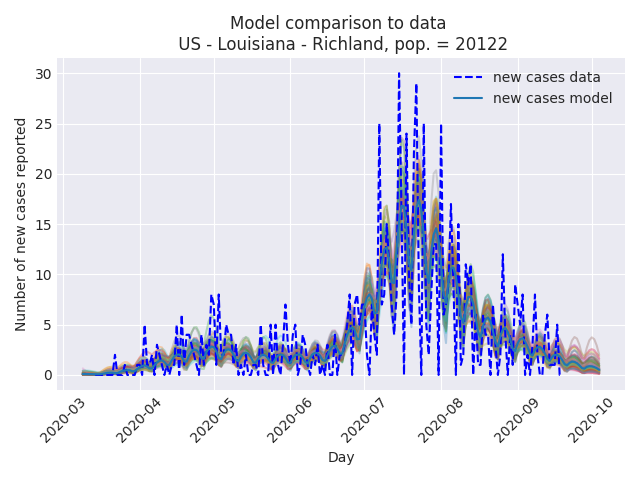 Model comparison to data
US - Louisiana - Richland, pop. = 20122
30
25
20
15
10
5
0
Number of new cases reported
new cases data
new cases model
2020-03
2020-04
2020-05
2020-06
2020-07
2020-08
2020-09
2020-10
Day